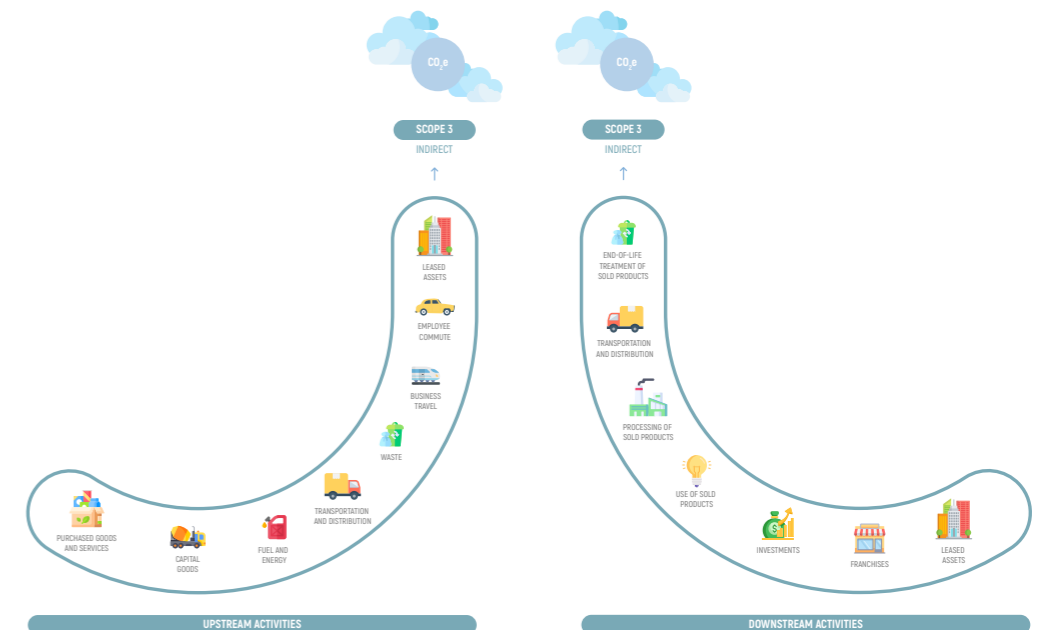 CO2e
SCOPE 3
INDIRECT
LEASED
ASSETS
EMPLOYEE
COMMUTE
BUSINESS
TRAVEL
WASTE
TRANSPORTATION
AND DISTRIBUTION
FUEL AND
ENERGY
CAPITAL
GOODS
PURCHASED GOODS
AND SERVICES
UPSTREAM ACTIVITIES
CO2e
SCOPE 3
INDIRECT
END-OF-LIFE
TREATMENT OF
SOLD PRODUCTS
TRANSPORTATION
AND DISTRIBUTION
PROCESSING OF
SOLD PRODUCTS
USE OF SOLD
PRODUCTS
INVESTMENTS
FRANCHISES
LEASED
ASSETS
DOWNSTREAM ACTIVITIES